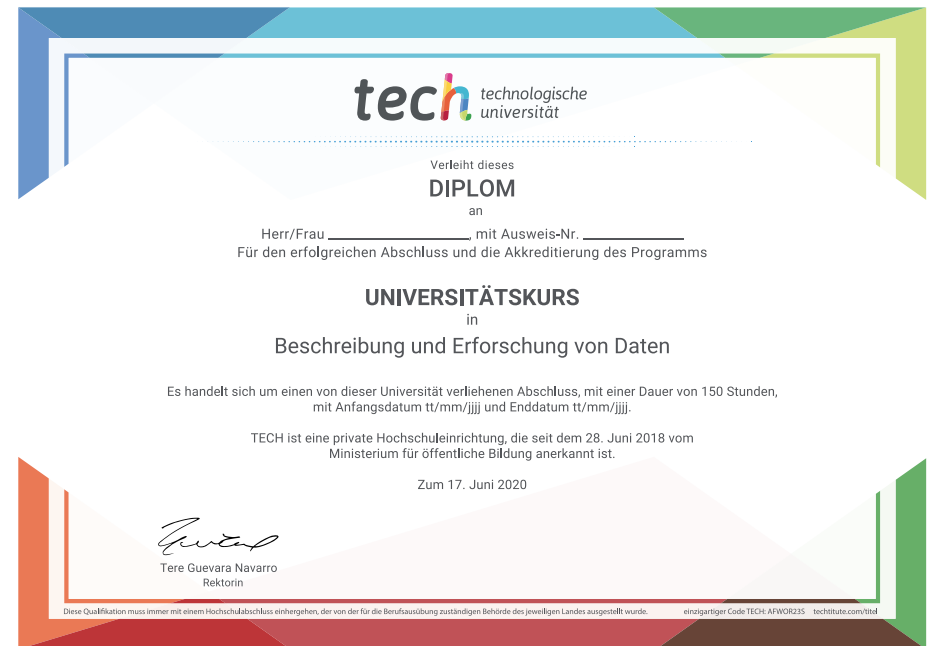 tech technologische
universität
Verleiht dieses
DIPLOM
an
Herr/Frau ____________________, mit Ausweis-Nr. ______________
Für den erfolgreichen Abschluss und die Akkreditierung des Programms
UNIVERSITÄTSKURS
in
Beschreibung und Erforschung von Daten
Es handelt sich um einen von dieser Universität verliehenen Abschluss, mit einer Dauer von 150 Stunden,
mit Anfangsdatum tt/mm/jjjj und Enddatum tt/mm/jjjj.
TECH ist eine private Hochschuleinrichtung, die seit dem 28. Juni 2018 vom
Ministerium für öffentliche Bildung anerkannt ist.
Zum 17. Juni 2020
Tere Guevara Navarro
Rektorin
Diese Qualifikation muss immer mit einem Hochschulabschluss einhergehen, der von der für die Berufsausübung zuständigen Behörde des jeweiligen Landes ausgestellt wurde. einzigartiger Code TECH: AFWOR23S techtitute.com/titel